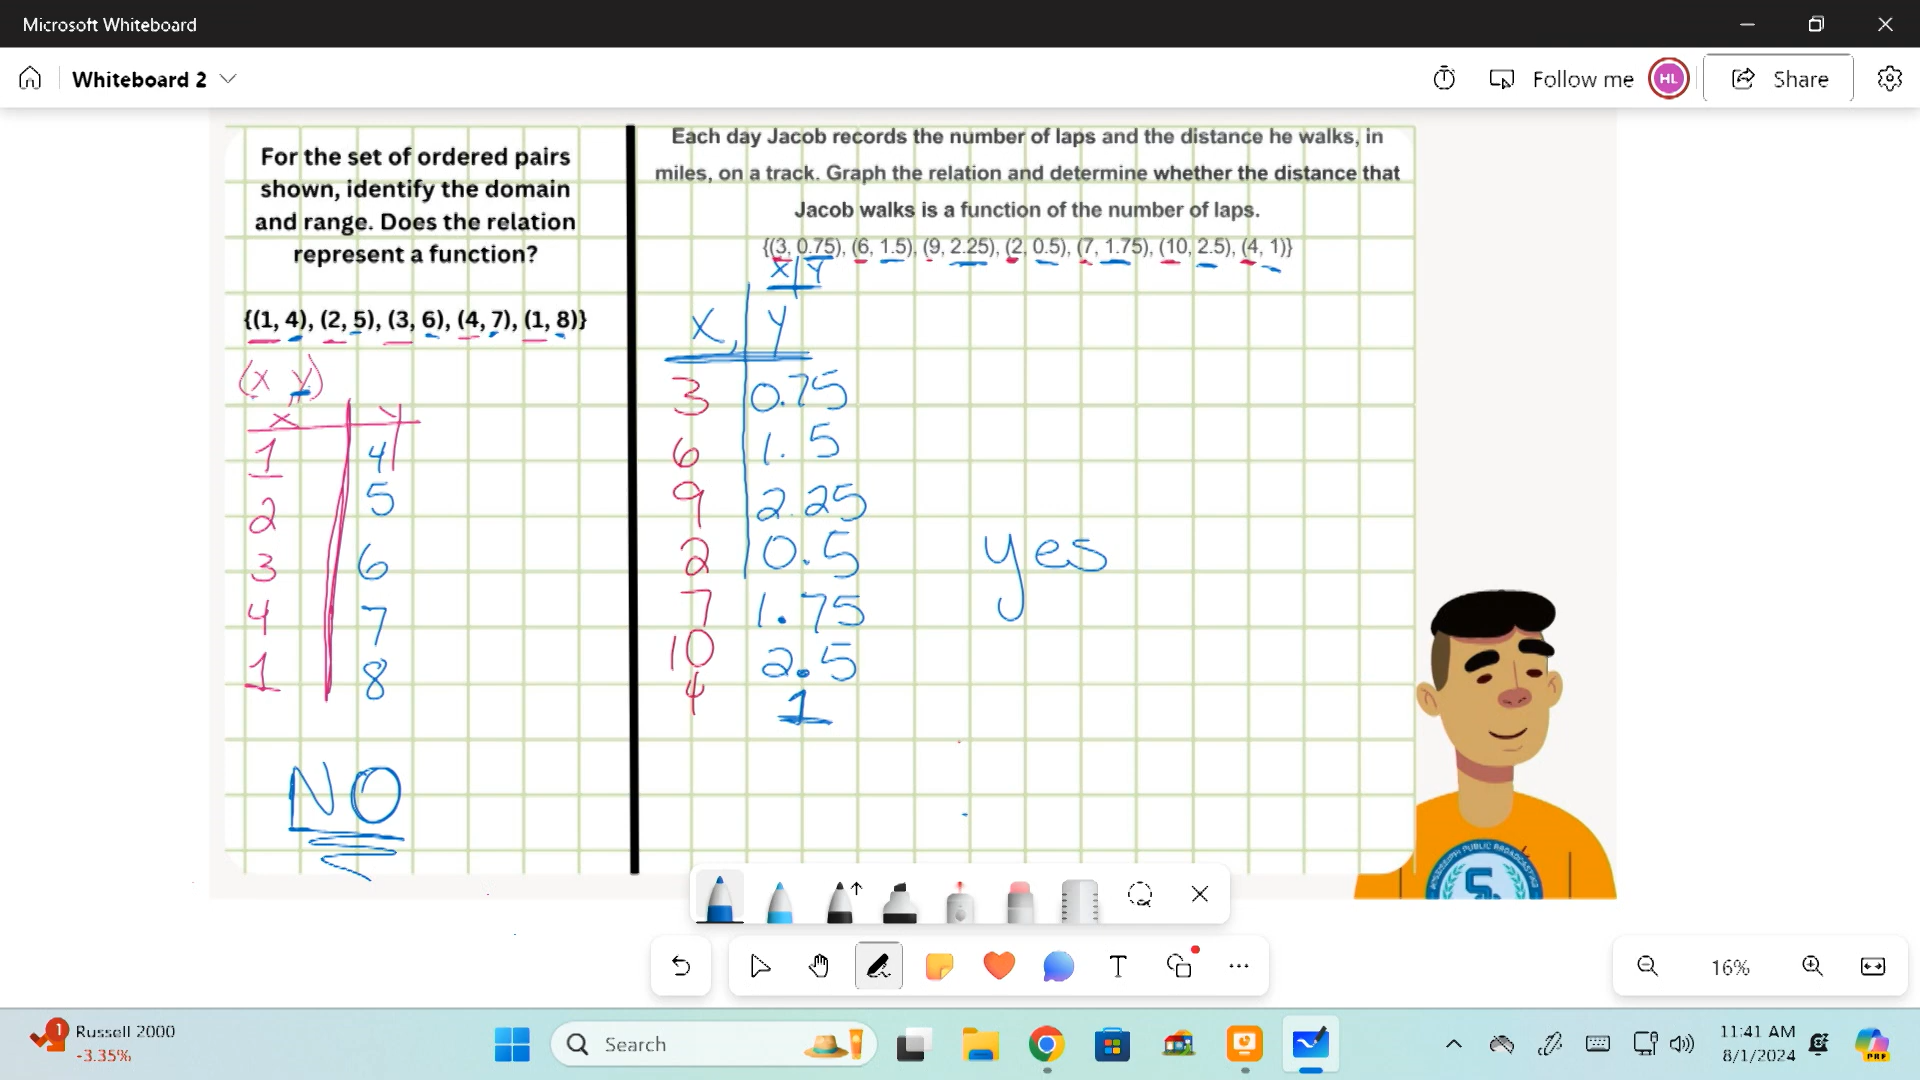 Microsoft Whiteboard
Whiteboard 2
Follow me
HL
Share
For the set of ordered pairs
shown, identify the domain
and range. Does the relation
represent a function?
{(1, 4), (2, 5), (3, 6), (4, 7), (1, 8)}
(x y)
x y
1 4
2 5
3 6
4 7
1 8
NO
Each day Jacob records the number of laps and the distance he walks, in
miles, on a track. Graph the relation and determine whether the distance that
Jacob walks is a function of the number of laps.
{(3, 0.75), (6, 1.5), (9, 2.25), (2, 0.5), (7, 1.75), (10, 2.5), (4, 1)}
X Y
X, Y
3 0.75
6 1.5
9 2.25
2 0.5
7 1.75
10 2.5
4 1
yes
MISSISSIPPI PUBLIC BROADCASTING
T
16%
1
Russell 2000
-3.35%
Search
11:41 AM
8/1/2024
PRE